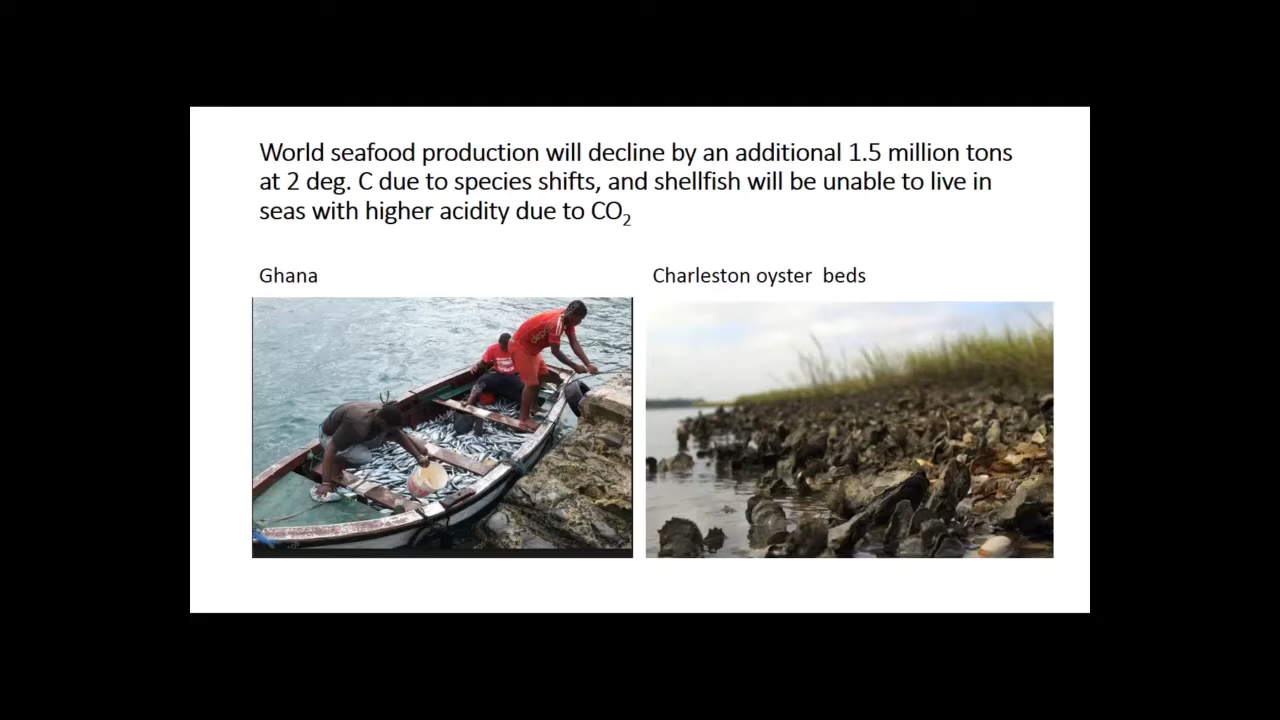 World seafood production will decline by an additional 1.5 million tons
at 2 deg. C due to species shifts, and shellfish will be unable to live in
seas with higher acidity due to CO₂
Ghana
Charleston oyster beds